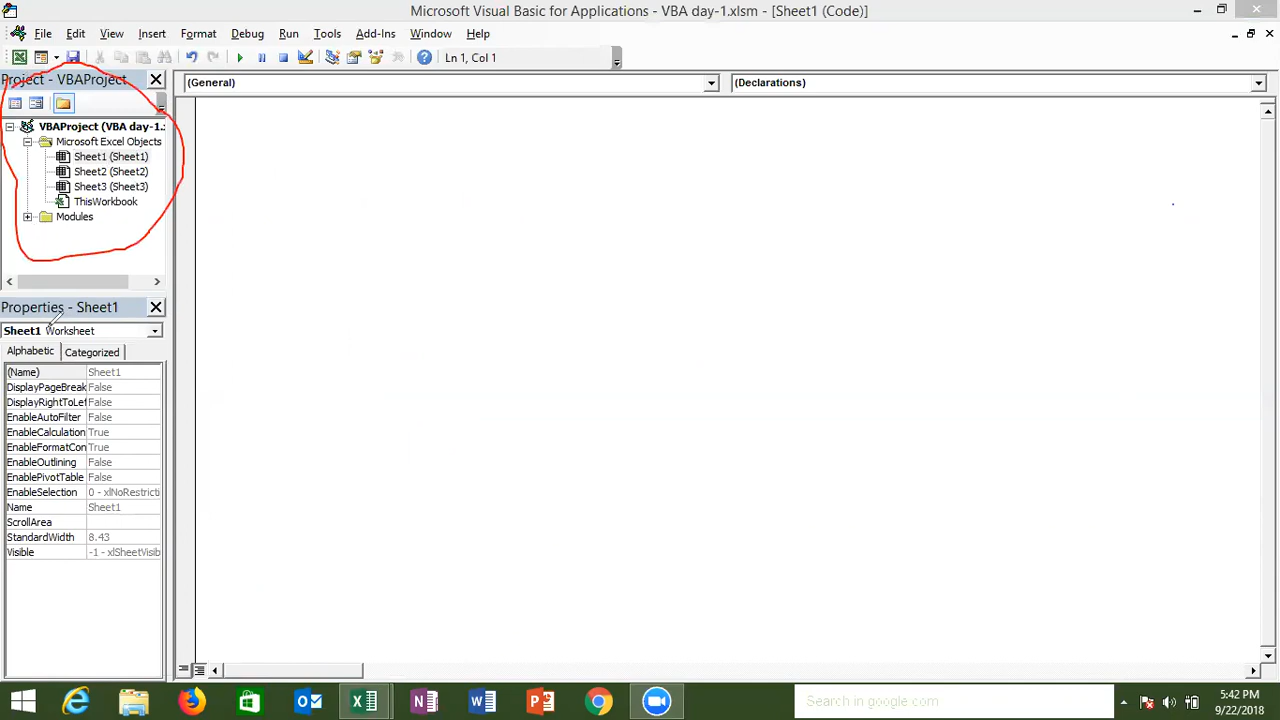 Microsoft Visual Basic for Applications - VBA day-1.xlsm - [Sheet1 (Code)]
File Edit View Insert Format Debug Run Tools Add-Ins Window Help
Ln 1, Col 1
Project - VBAProject
(General) (Declarations)
VBAProject (VBA day-1.
Microsoft Excel Objects
Sheet1 (Sheet1)
Sheet2 (Sheet2)
Sheet3 (Sheet3)
ThisWorkbook
Modules
Properties - Sheet1
Sheet1 Worksheet
Alphabetic Categorized
(Name) Sheet1
DisplayPageBreak False
DisplayRightToLef False
EnableAutoFilter False
EnableCalculation True
EnableFormatCon True
EnableOutlining False
EnablePivotTable False
EnableSelection 0 - xlNoRestricti
Name Sheet1
ScrollArea
StandardWidth 8.43
Visible -1 - xlSheetVisib
Search in google.com
5:42 PM
9/22/2018